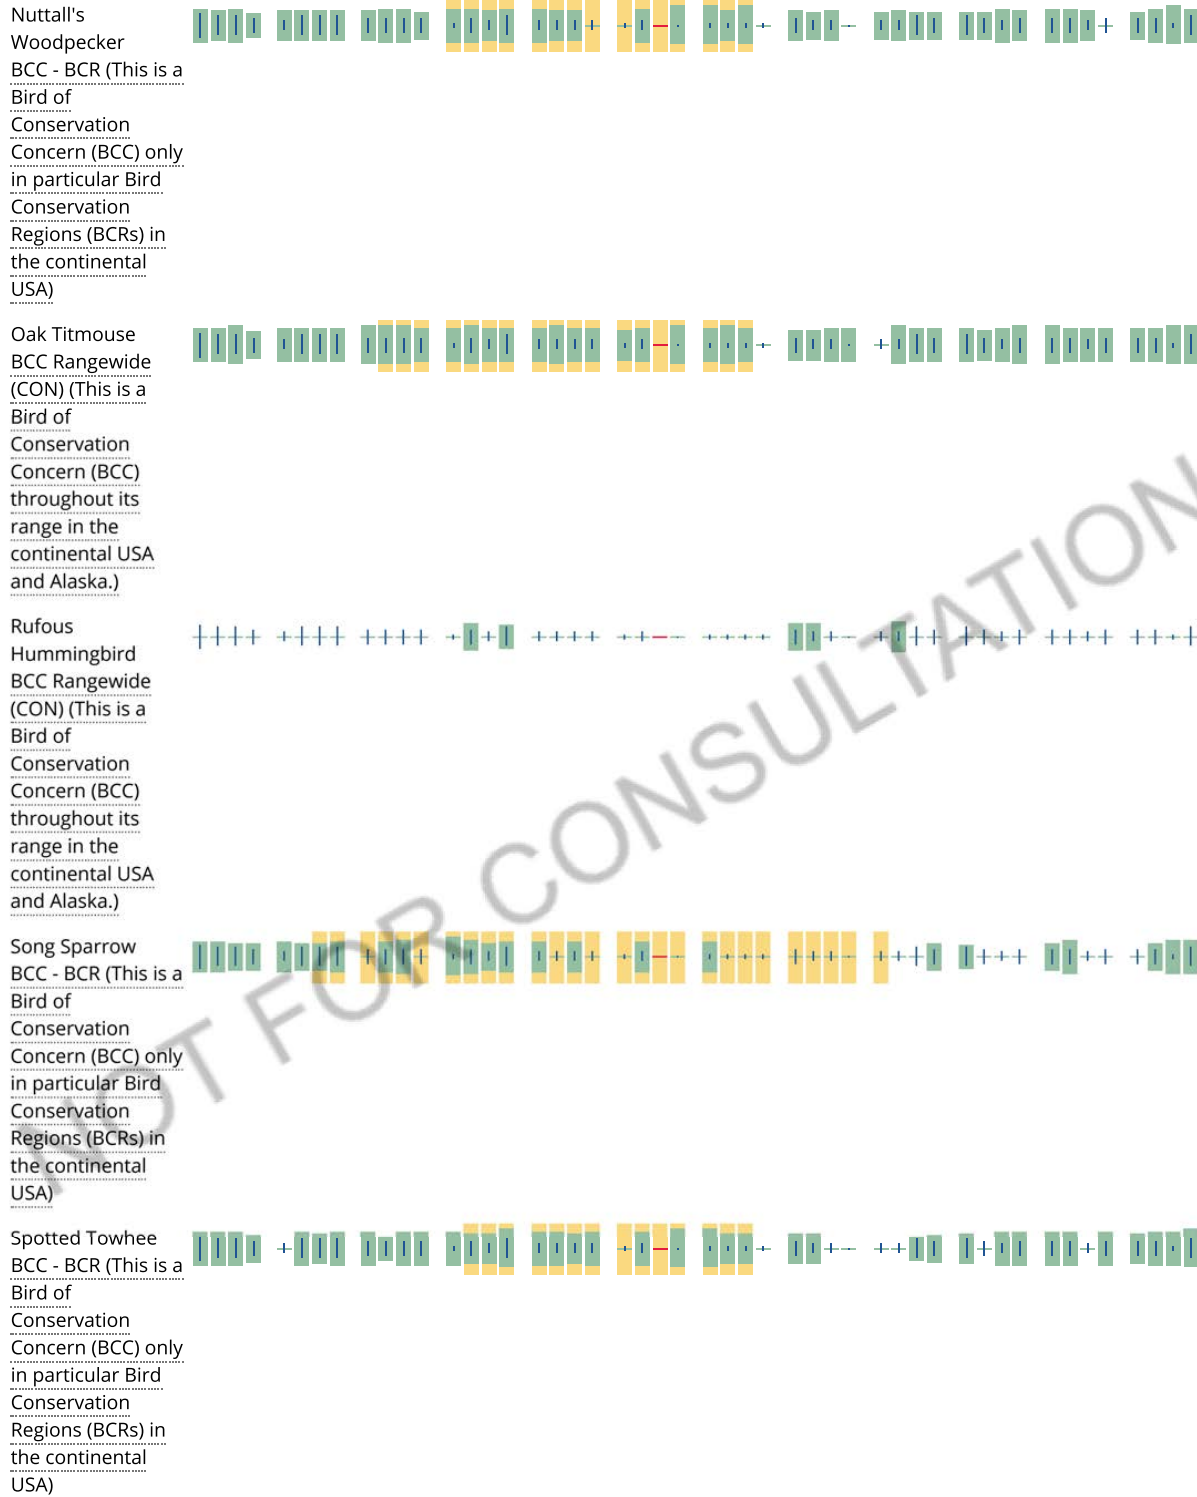 Nuttall's
Woodpecker
BCC - BCR (This is a
Bird of
Conservation
Concern (BCC) only
in particular Bird
Conservation
Regions (BCRs) in
the continental
USA)
Oak Titmouse
BCC Rangewide
(CON) (This is a
Bird of
Conservation
Concern (BCC)
throughout its
range in the
continental USA
and Alaska.)
Rufous
Hummingbird
BCC Rangewide
(CON) (This is a
Bird of
Conservation
Concern (BCC)
throughout its
range in the
continental USA
and Alaska.)
Song Sparrow
BCC - BCR (This is a
Bird of
Conservation
Concern (BCC) only
in particular Bird
Conservation
Regions (BCRs) in
the continental
USA)
Spotted Towhee
BCC - BCR (This is a
Bird of
Conservation
Concern (BCC) only
in particular Bird
Conservation
Regions (BCRs) in
the continental
USA)
NOT FOR CONSULTATION